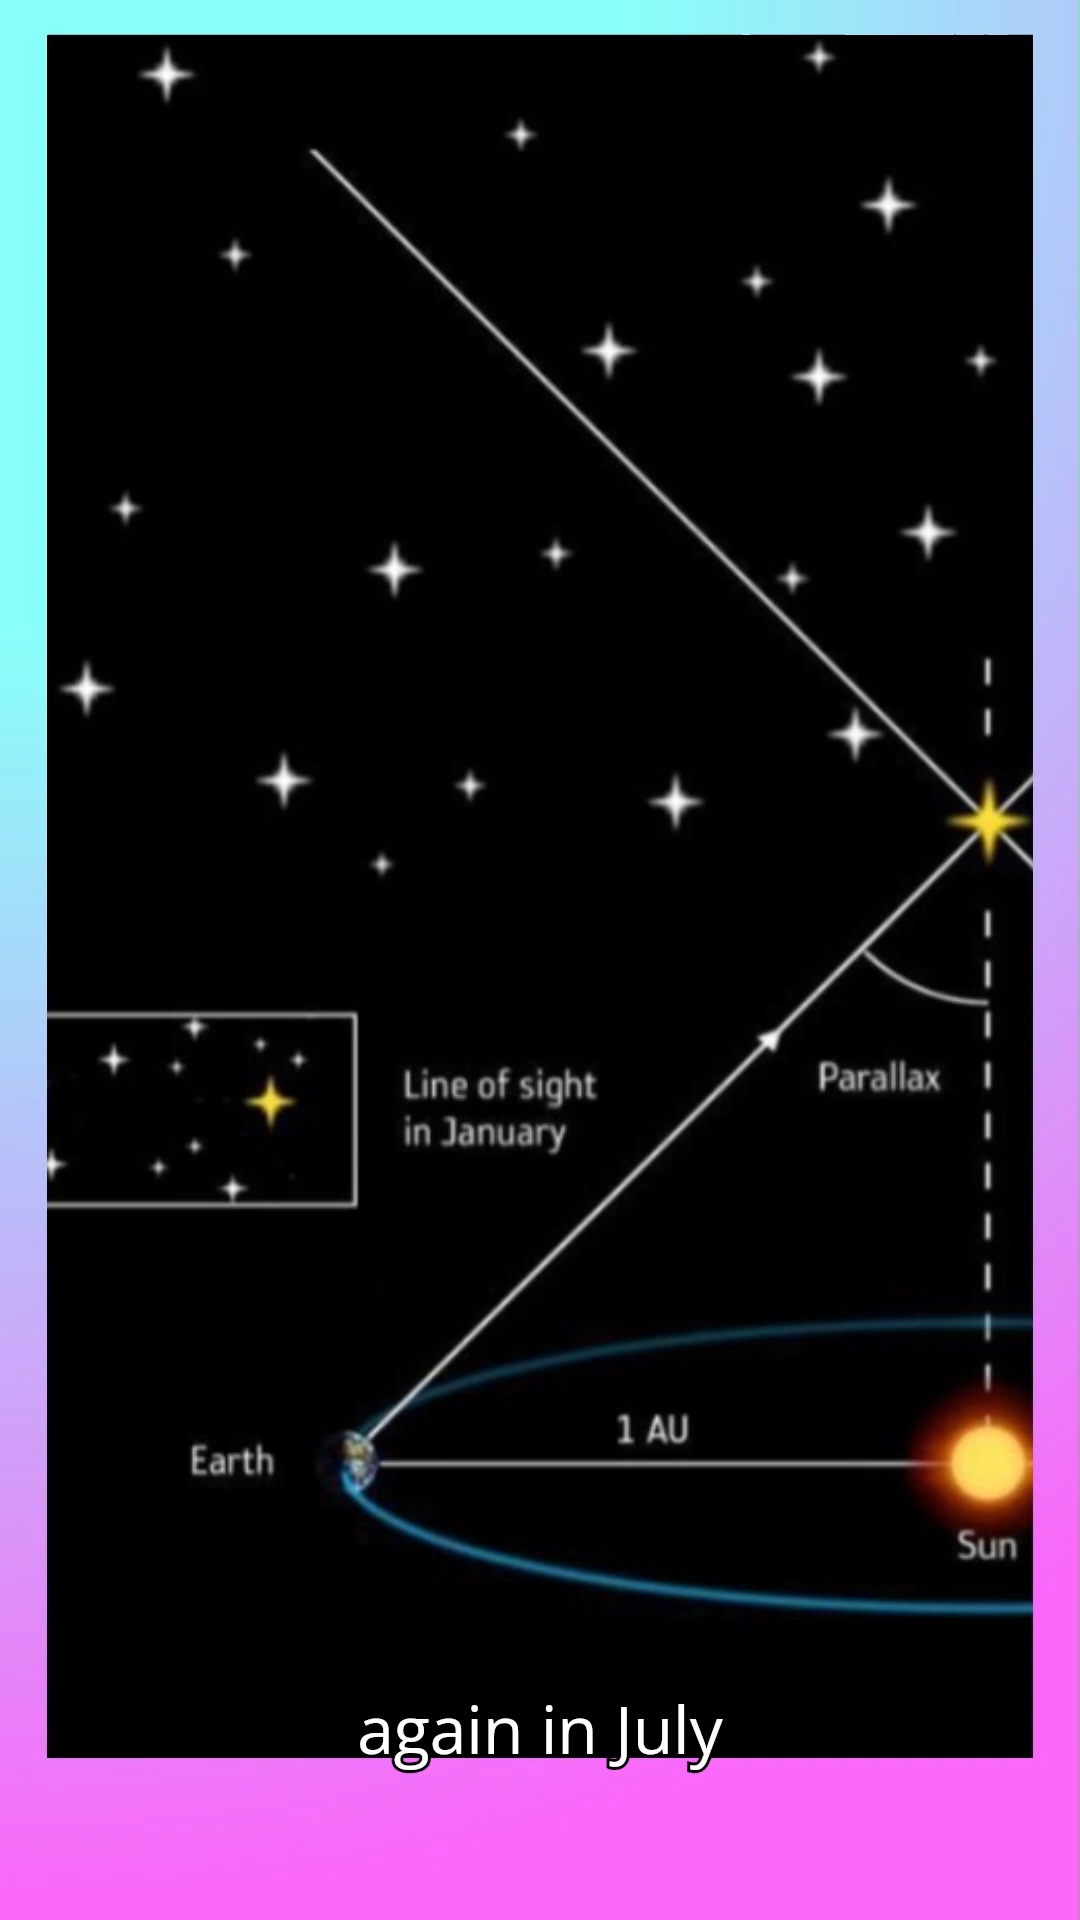 Line of sight
in January
Parallax
1 AU
Earth
Sun
again in July